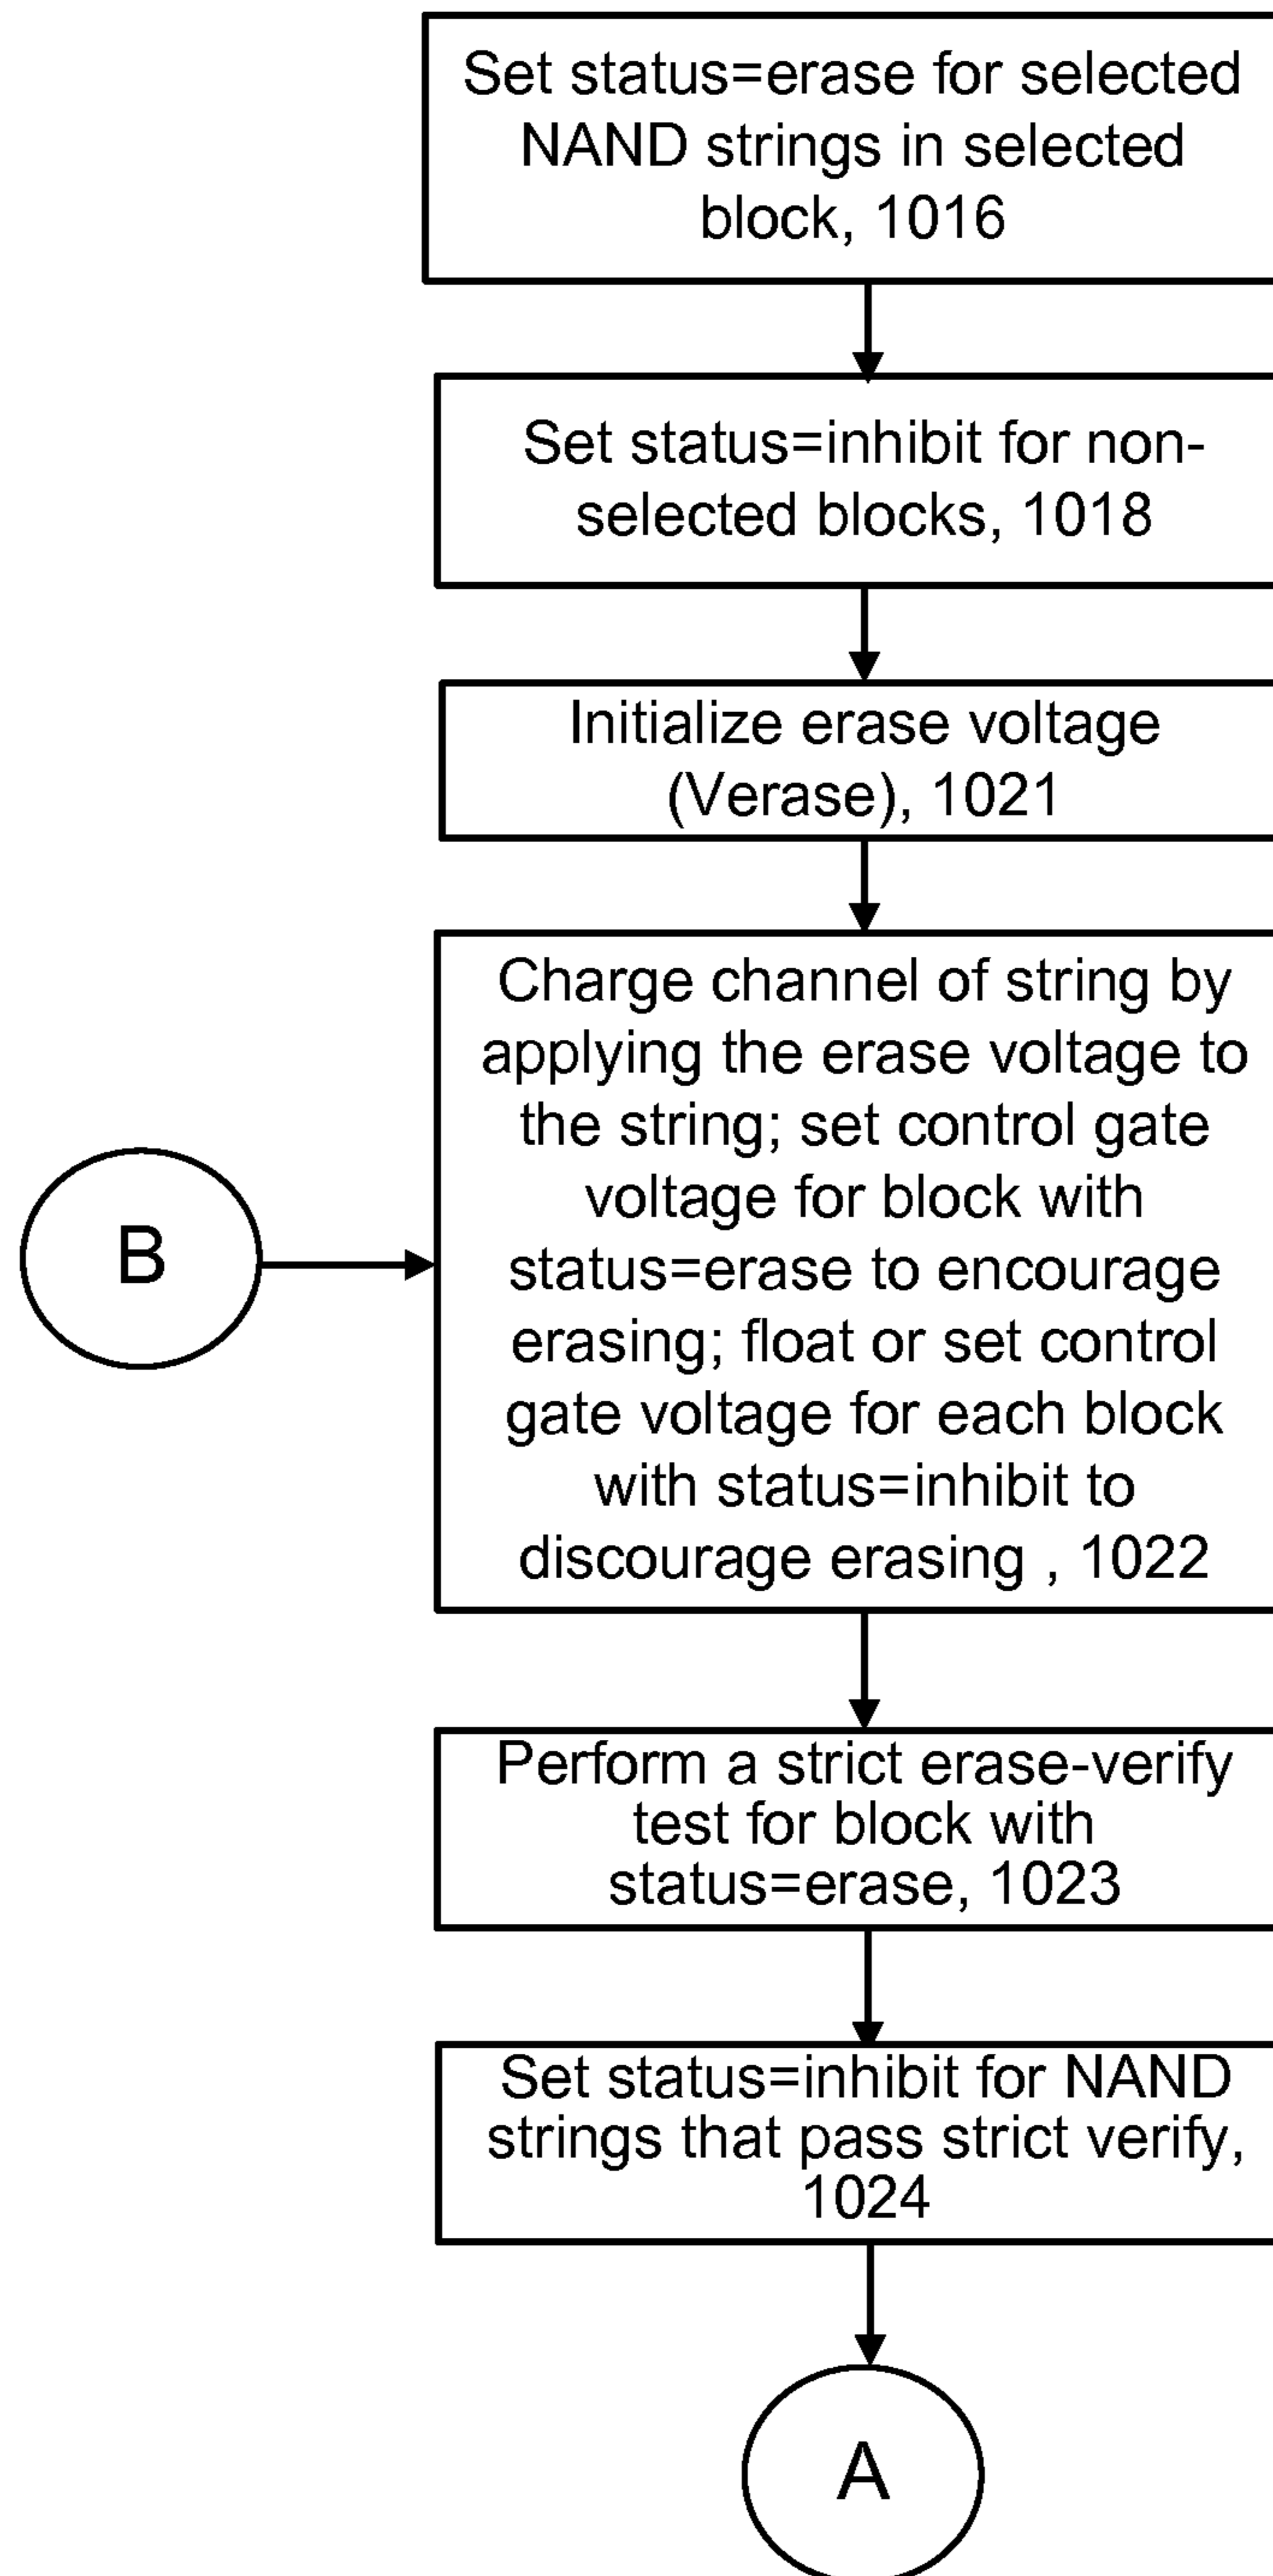 Set status=erase for selected
NAND strings in selected
block, 1016
Set status=inhibit for non-
selected blocks, 1018
Initialize erase voltage
(Verase), 1021
Charge channel of string by
applying the erase voltage to
the string; set control gate
voltage for block with
status=erase to encourage
erasing; float or set control
gate voltage for each block
with status=inhibit to
discourage erasing , 1022
B
Perform a strict erase-verify
test for block with
status=erase, 1023
Set status=inhibit for NAND
strings that pass strict verify,
1024
A